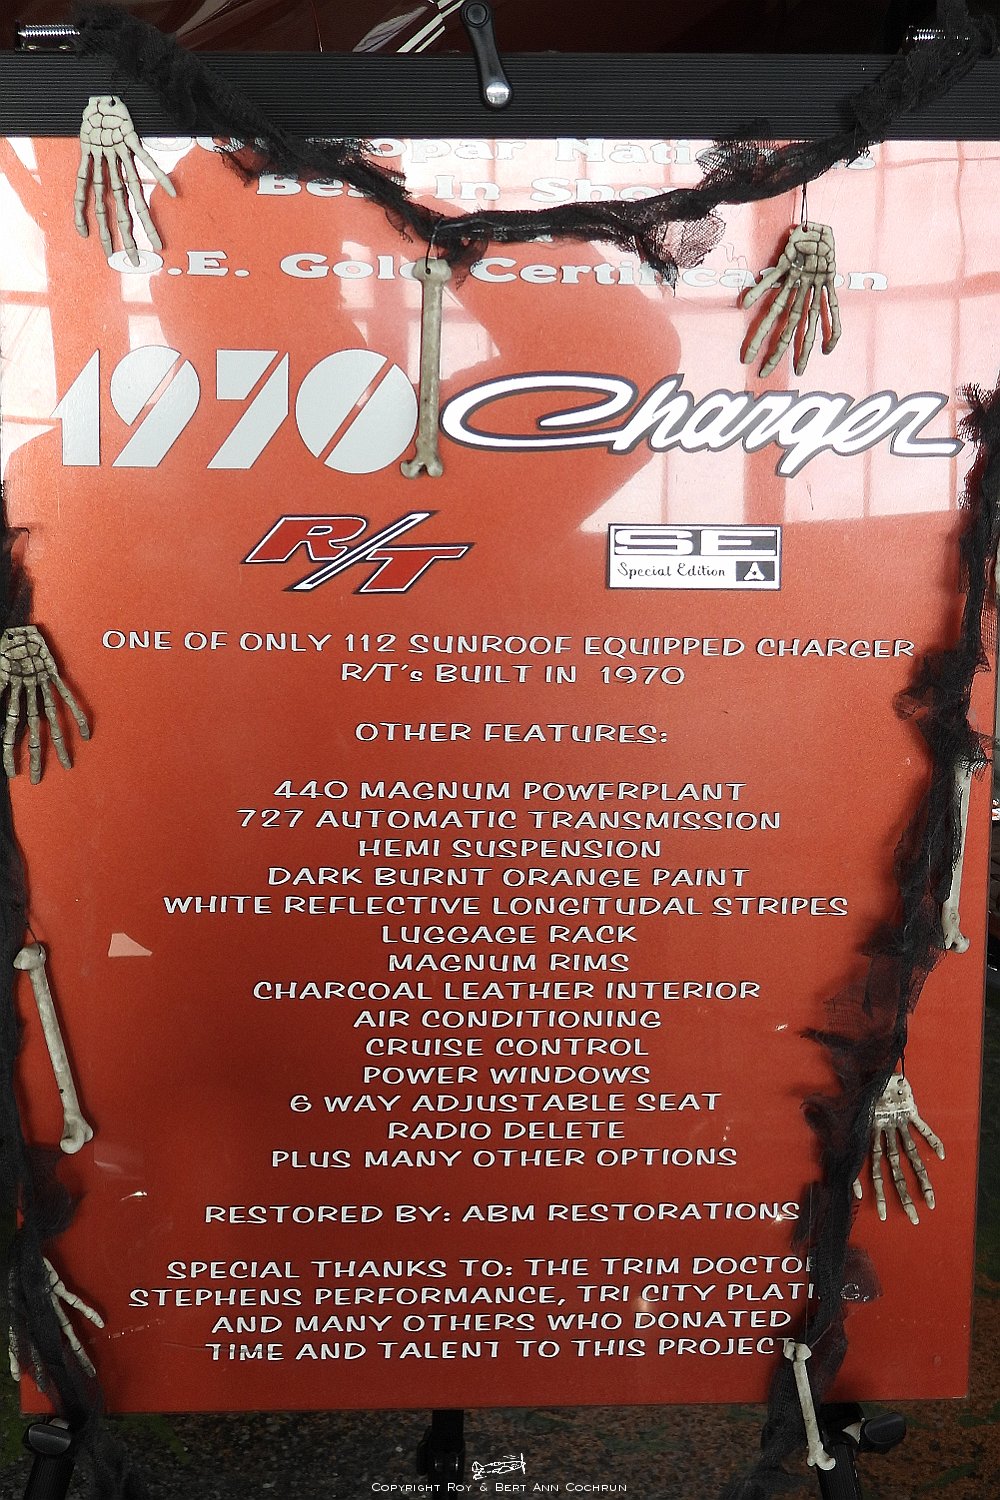 Mopar Nationals
Best In Show
O.E. Gold Certification
1970 Charger
R/T
SE
Special Edition
ONE OF ONLY 112 SUNROOF EQUIPPED CHARGER
R/T's BUILT IN 1970
OTHER FEATURES:
440 MAGNUM POWERPLANT
727 AUTOMATIC TRANSMISSION
HEMI SUSPENSION
DARK BURNT ORANGE PAINT
WHITE REFLECTIVE LONGITUDAL STRIPES
LUGGAGE RACK
MAGNUM RIMS
CHARCOAL LEATHER INTERIOR
AIR CONDITIONING
CRUISE CONTROL
POWER WINDOWS
6 WAY ADJUSTABLE SEAT
RADIO DELETE
PLUS MANY OTHER OPTIONS
RESTORED BY: ABM RESTORATIONS
SPECIAL THANKS TO: THE TRIM DOCTOR
STEPHENS PERFORMANCE, TRI CITY PLATING,
AND MANY OTHERS WHO DONATED
TIME AND TALENT TO THIS PROJECT
Copyright Roy & Bert Ann Cochrun